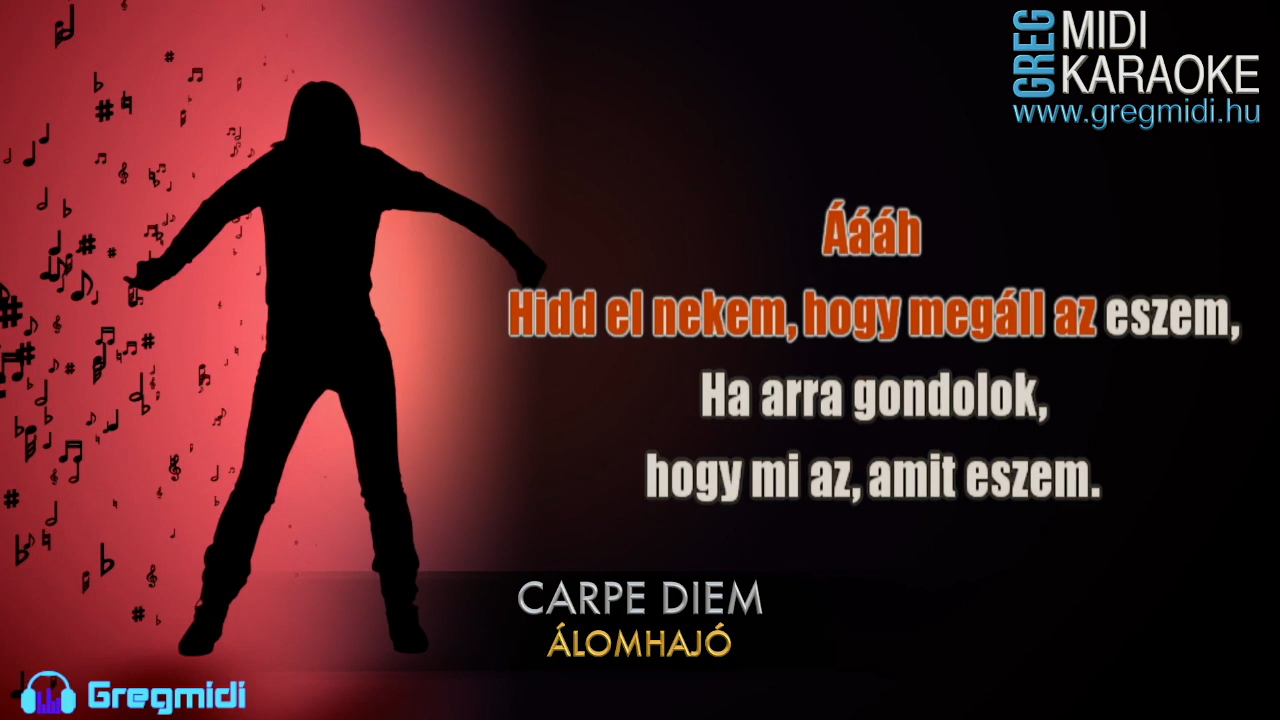 GREG
MIDI
KARAOKE
www.gregmidi.hu
Áááh
Hidd el nekem, hogy megáll az eszem,
Ha arra gondolok,
hogy mi az, amit eszem.
CARPE DIEM
ÁLOMHAJÓ
Gregmidi